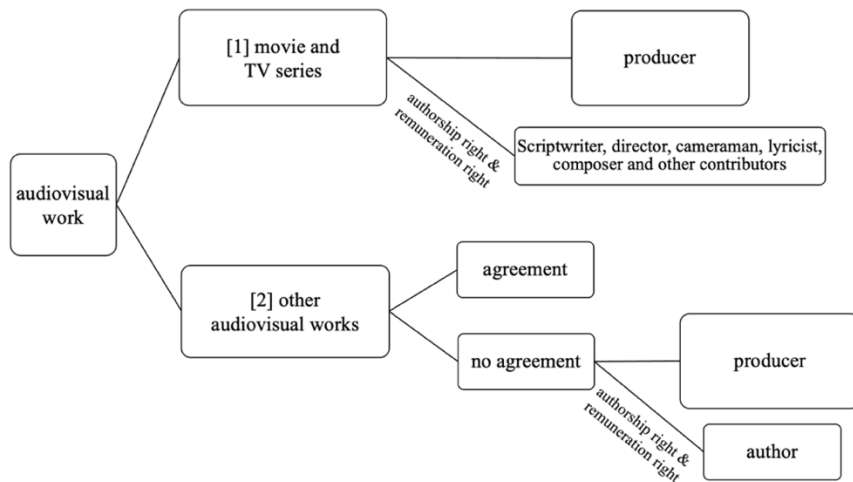 [1] movie and
TV series
producer
authorship right &
remuneration right
Scriptwriter, director, cameraman, lyricist,
composer and other contributors
audiovisual
work
[2] other
audiovisual works
agreement
no agreement
producer
authorship right &
remuneration right
author